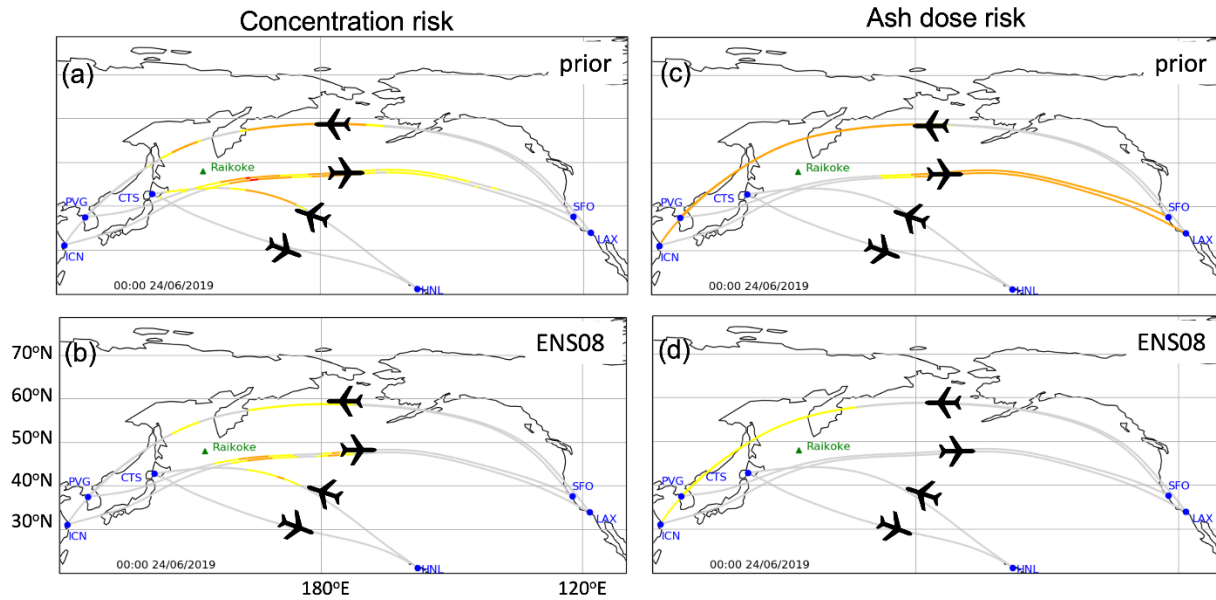 Concentration risk
Ash dose risk
(a)
prior
Raikoke
CTS
PVG
ICN
SFO
LAX
HNL
00:00 24/06/2019
(c)
prior
Raikoke
CTS
PVG
ICN
SFO
LAX
HNL
00:00 24/06/2019
(b)
ENS08
70ºN
60ºN
50ºN
40ºN
30ºN
Raikoke
CTS
PVG
ICN
SFO
LAX
HNL
00:00 24/06/2019
180ºE
120ºE
(d)
ENS08
Raikoke
CTS
PVG
ICN
SFO
LAX
HNL
00:00 24/06/2019